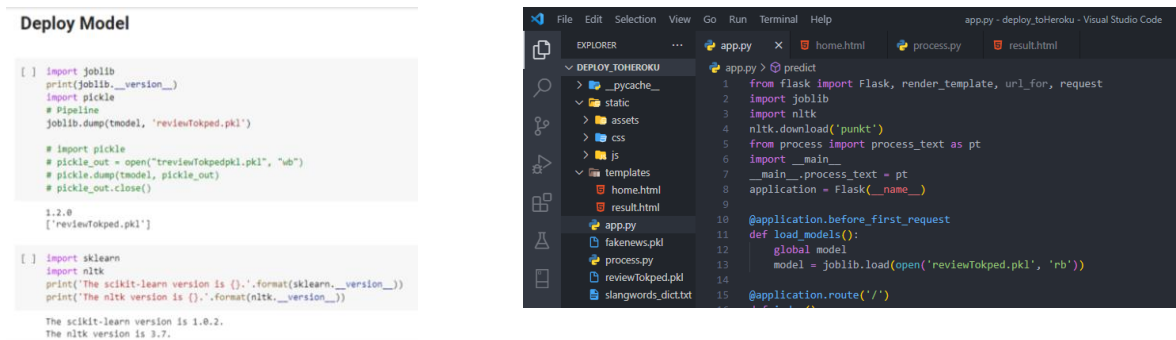 Deploy Model
[ ] import joblib
print(joblib.__version__)
import pickle
# Pipeline
joblib.dump(tmodel, 'reviewTokped.pkl')
# import pickle
# pickle_out = open("treviewTokpedpkl.pkl", "wb")
# pickle.dump(tmodel, pickle_out)
# pickle_out.close()
1.2.0
['reviewTokped.pkl']
[ ] import sklearn
import nltk
print('The scikit-learn version is {}.'.format(sklearn.__version__))
print('The nltk version is {}.'.format(nltk.__version__))
The scikit-learn version is 1.0.2.
The nltk version is 3.7.
File Edit Selection View Go Run Terminal Help app.py - deploy_toHeroku - Visual Studio Code
EXPLORER ...
DEPLOY_TOHEROKU
__pycache__
static
assets
css
js
templates
home.html
result.html
app.py
fakenews.pkl
process.py
reviewTokped.pkl
slangwords_dict.txt
app.py × home.html process.py result.html
app.py > predict
1 from flask import Flask, render_template, url_for, request
2 import joblib
3 import nltk
4 nltk.download('punkt')
5 from process import process_text as pt
6 import __main__
7 __main__.process_text = pt
8 application = Flask(__name__)
9
10 @application.before_first_request
11 def load_models():
12 global model
13 model = joblib.load(open('reviewTokped.pkl', 'rb'))
14
15 @application.route('/')